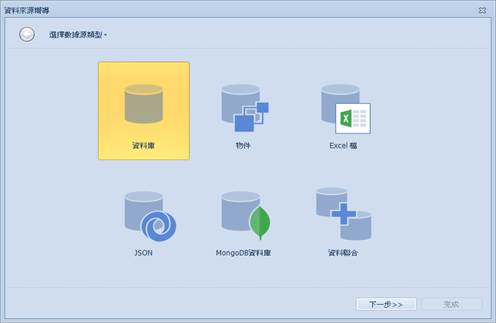 資料來源嚮導
選擇數據源類型。
資料庫
物件
Excel 檔
JSON
MongoDB資料庫
資料聯合
下一步>>
完成